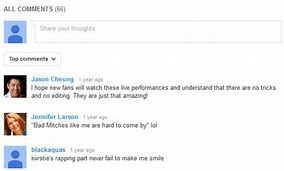 ALL COMMENTS (66)
Share your thoughts
Top comments
Jason Cheung 1 year ago
I hope new fans will watch these live performances and understand that there are no tricks
and no editing. They are just that amazing!
Jennifer Larson 1 year ago
"Bad Mitches like me are hard to come by" lol
blackaquas 1 year ago
kirstie's rapping part never fail to make me smile